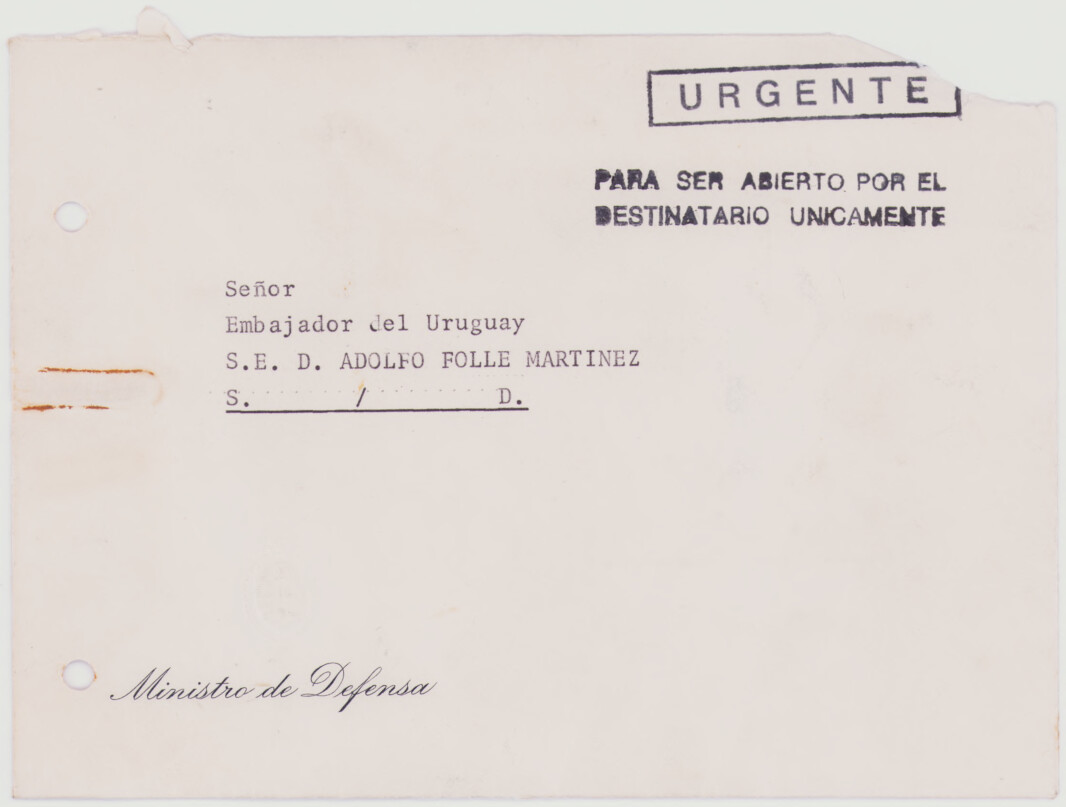 URGENTE
PARA SER ABIERTO POR EL
DESTINATARIO UNICAMENTE
Señor
Embajador del Uruguay
S.E. D. ADOLFO FOLLE MARTINEZ
S. / D.
Ministro de Defensa